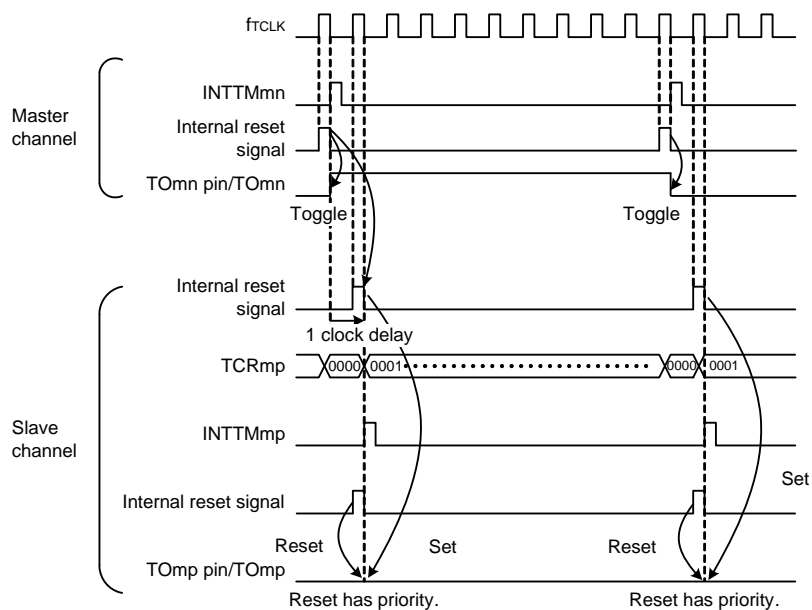 fTCLK
INTTMmn
Master
channel
Internal reset
signal
TOmn pin/TOmn
Toggle
Toggle
Internal reset
signal
1 clock delay
TCRmp
0000
0001
0000
0001
Slave
channel
INTTMmp
Set
Internal reset signal
Reset
Set
Reset
TOmp pin/TOmp
Reset has priority.
Reset has priority.